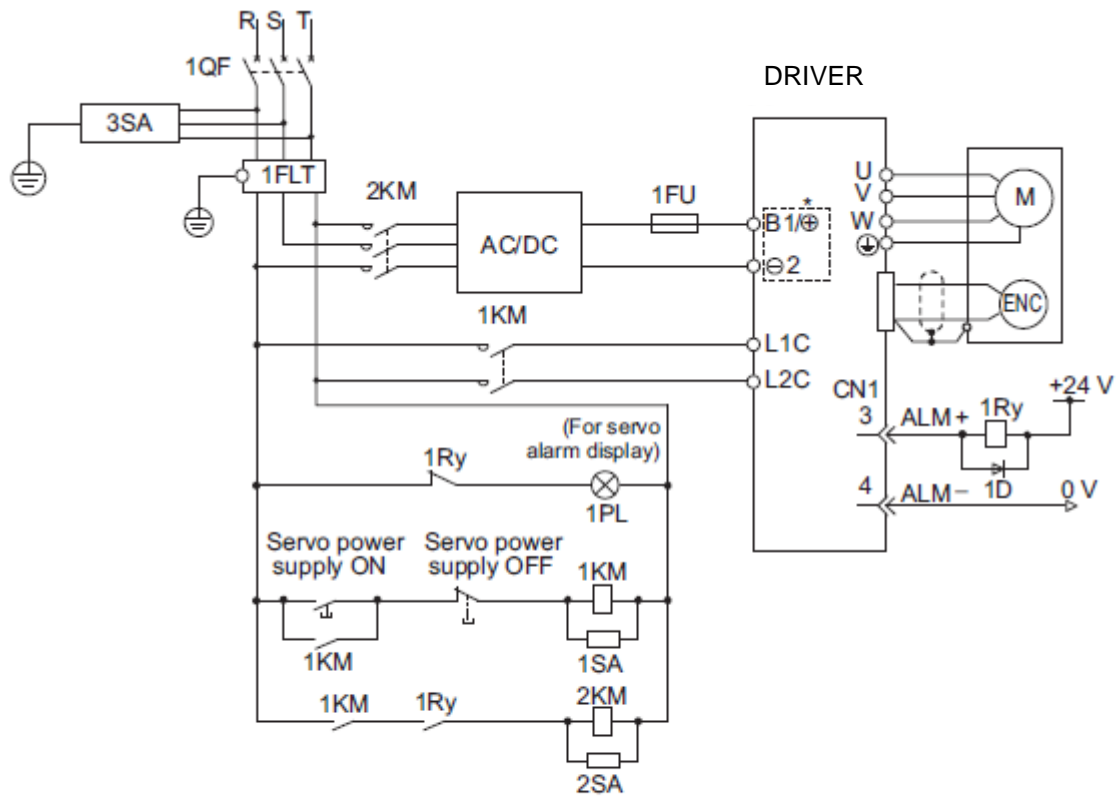 R S T
1QF
DRIVER
3SA
1FLT
2KM
AC/DC
1FU
*
B1/⊕
⊖2
U
V
W
M
ENC
1KM
L1C
L2C
CN1
3
ALM+
1Ry
+24 V
1D
4
ALM−
0 V
(For servo
alarm display)
1Ry
1PL
Servo power
supply ON
Servo power
supply OFF
1KM
1KM
1SA
1KM
1Ry
2KM
2SA